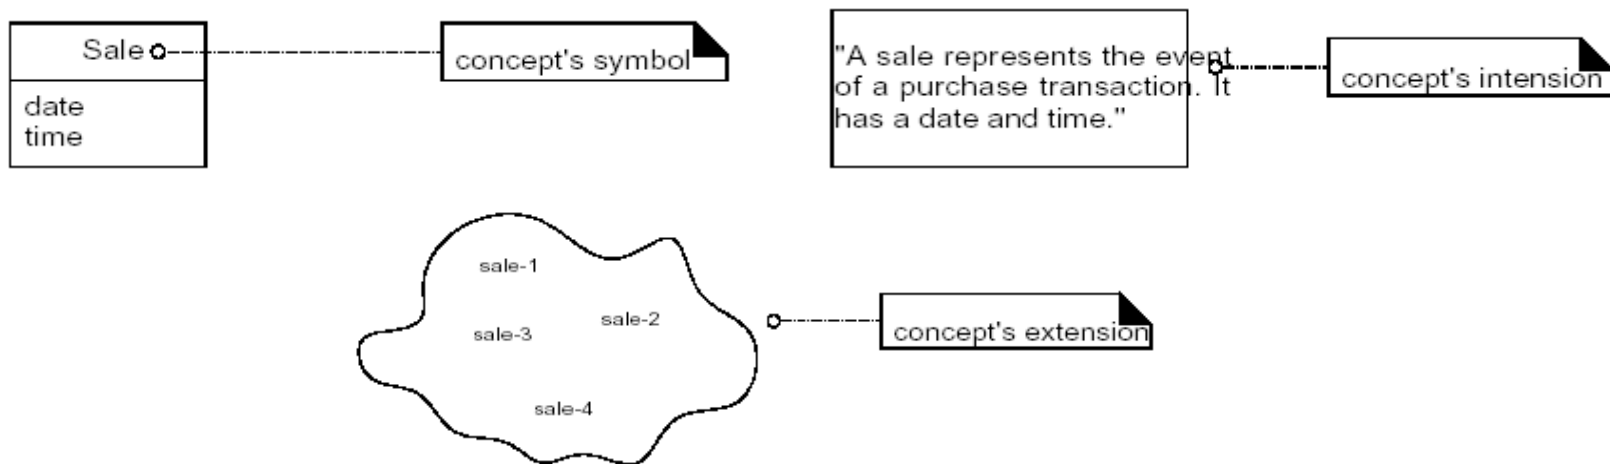 Sale
date
time
concept's symbol
"A sale represents the event
of a purchase transaction. It
has a date and time."
concept's intension
sale-1
sale-2
sale-3
sale-4
concept's extension